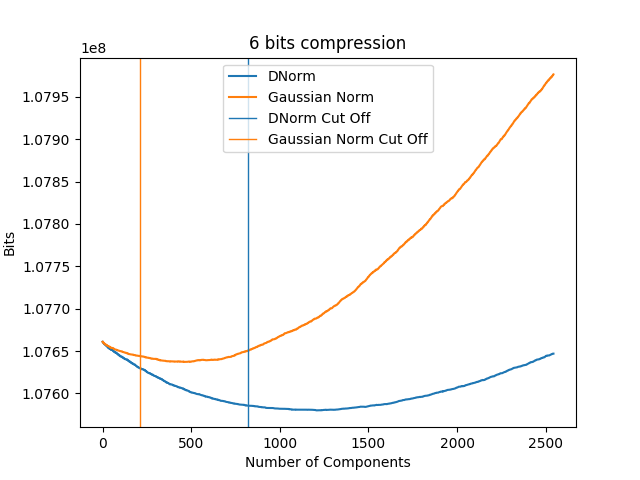 6 bits compression
1e8
DNorm
Gaussian Norm
DNorm Cut Off
Gaussian Norm Cut Off
1.0795
1.0790
1.0785
1.0780
1.0775
1.0770
1.0765
1.0760
Bits
0 500 1000 1500 2000 2500
Number of Components